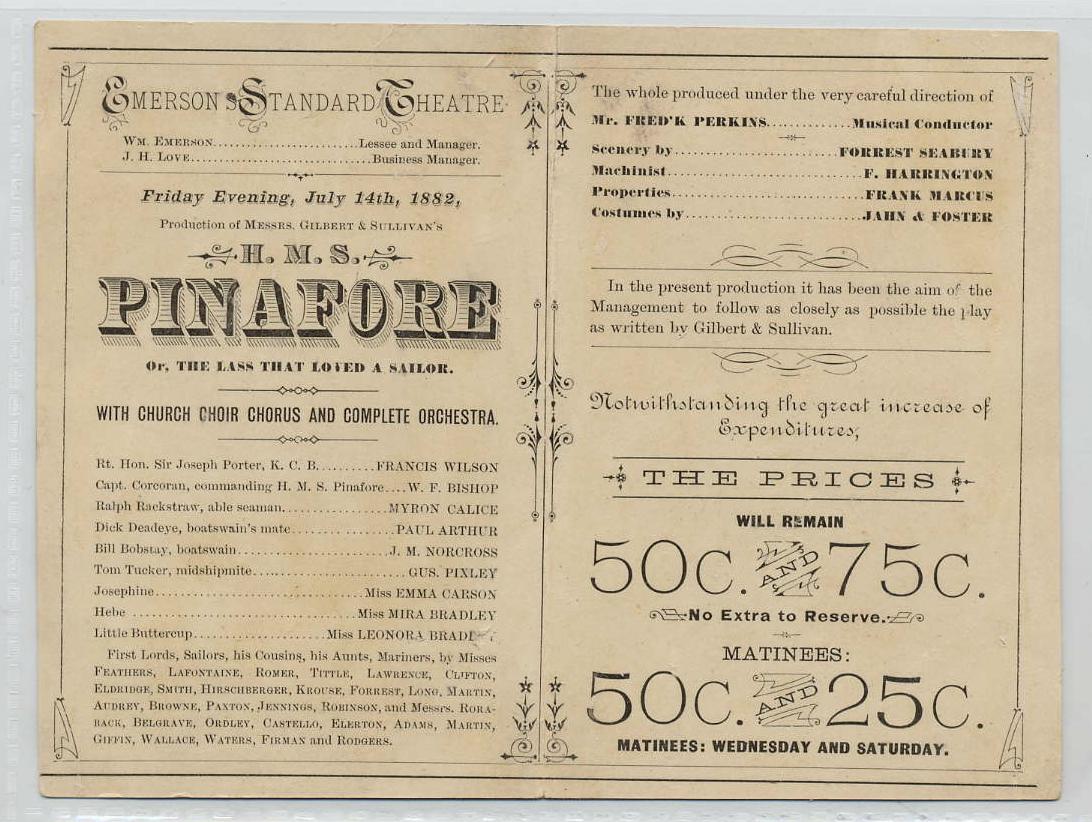 EMERSON'S STANDARD THEATRE
WM. EMERSON....................................Lessee and Manager.
J. H. LOVE.............................................Business Manager.
Friday Evening, July 14th, 1882,
Production of MESSRS. GILBERT & SULLIVAN'S
H. M. S.
PINAFORE
Or, THE LASS THAT LOVED A SAILOR.
WITH CHURCH CHOIR CHORUS AND COMPLETE ORCHESTRA.
Rt. Hon. Sir Joseph Porter, K. C. B..........FRANCIS WILSON
Capt. Corcoran, commanding H. M. S. Pinafore....W. F. BISHOP
Ralph Rackstraw, able seaman....................MYRON CALICE
Dick Deadeye, boatswain's mate....................PAUL ARTHUR
Bill Bobstay, boatswain.............................J. M. NORCROSS
Tom Tucker, midshipmite.............................GUS. PIXLEY
Josephine........................................Miss EMMA CARSON
Hebe ..........................................Miss MIRA BRADLEY
Little Buttercup.........................Miss LEONORA
First Lords, Sailors, his Cousins, his Aunts, Mariners, by Misses
FEATHERS, LAFONTAINE, ROMER, TITTLE, LAWRENCE, CLIFTON,
ELDRIDGE, SMITH, HIRSCHBERGER, KROUSE, FORREST, LONG, MARTIN,
AUDREY, BROWNE, PAXTON, JENNINGS, ROBINSON, and Messrs. RORA-
BACK, BELGRAVE, ORDLEY, CASTELLO, ELERTON, ADAMS, MARTIN,
GIFFIN, WALLACE, WATERS, FIRMAN and RODGERS.
The whole produced under the very careful direction of
Mr. FRED'K PERKINS.............Musical Conductor
Scenery by.........................FORREST SEABURY
Machinist..............................F. HARRINGTON
Properties.............................FRANK MARCUS
Costumes by...........................JAHN & FOSTER
In the present production it has been the aim of the
Management to follow as closely as possible the play
as written by Gilbert & Sullivan.
Notwithstanding the great increase of
Expenditures,
THE PRICES
WILL REMAIN
50C. AND 75C.
No Extra to Reserve.
MATINEES:
50C. AND 25C.
MATINEES: WEDNESDAY AND SATURDAY.